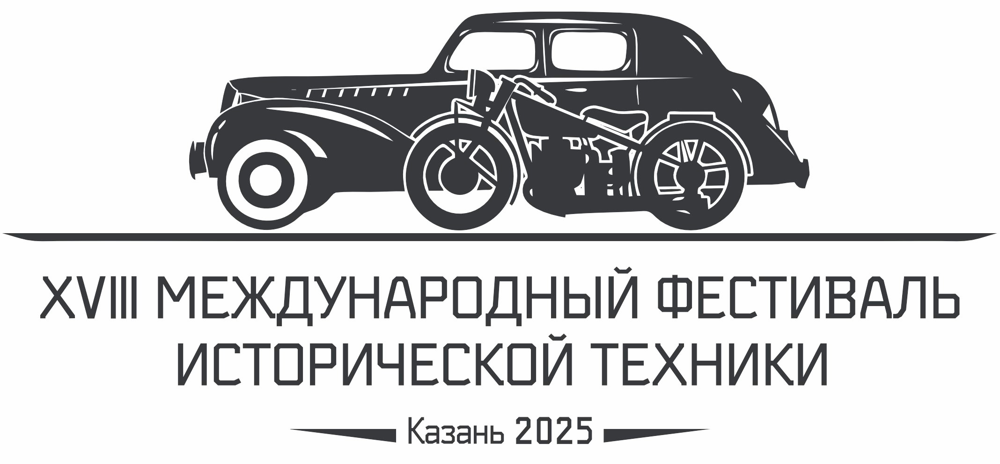 XVIII МЕЖДУНАРОДНЫЙ ФЕСТИВАЛЬ
ИСТОРИЧЕСКОЙ ТЕХНИКИ
Казань 2025